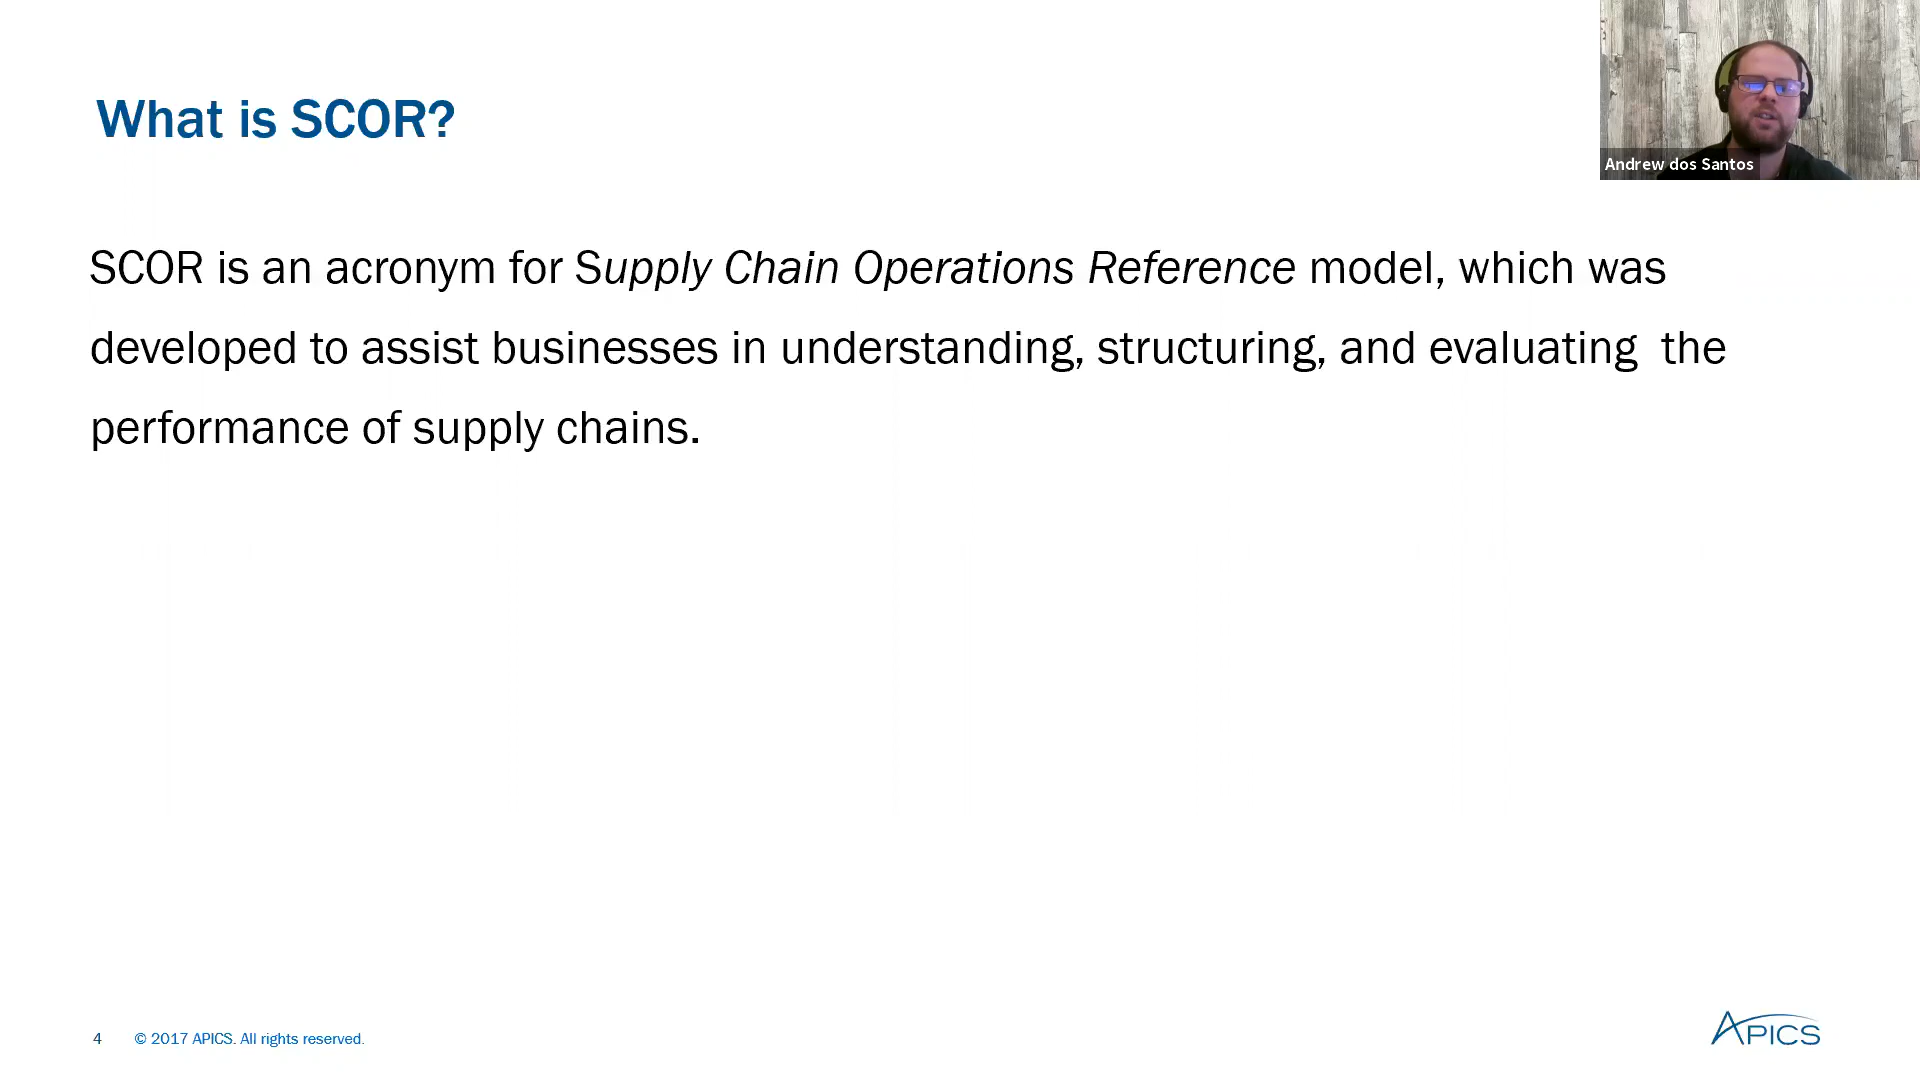 What is SCOR?
Andrew dos Santos
SCOR is an acronym for Supply Chain Operations Reference model, which was
developed to assist businesses in understanding, structuring, and evaluating  the
performance of supply chains.
4 © 2017 APICS. All rights reserved.
APICS